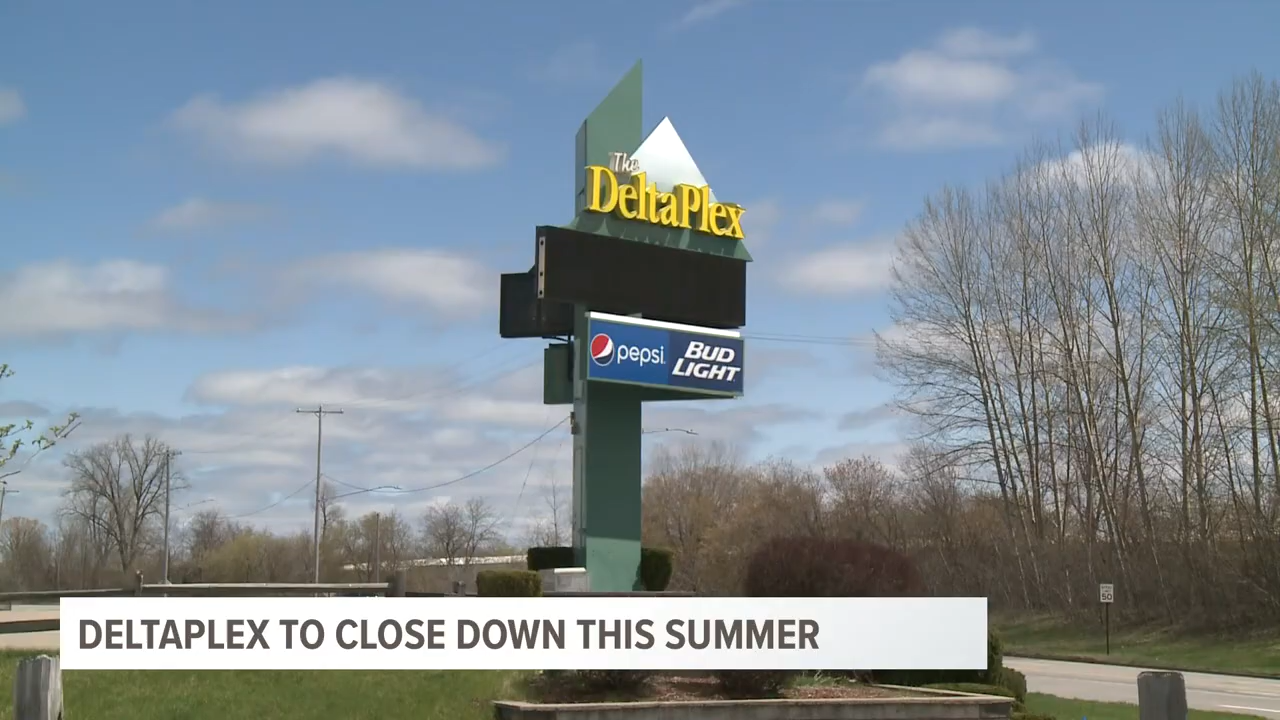 The
DeltaPlex
pepsi
BUD
LIGHT
50
DELTAPLEX TO CLOSE DOWN THIS SUMMER